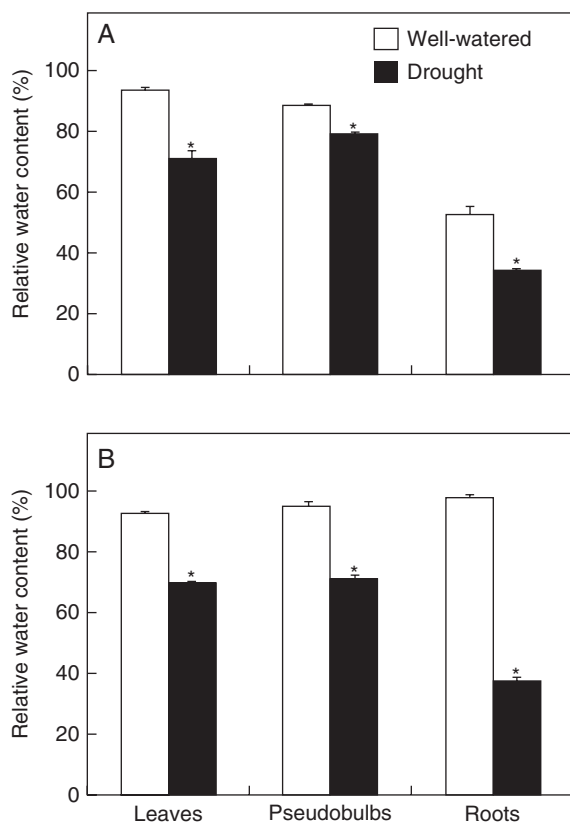 A
Well-watered
Drought
Relative water content (%)
100
80
60
40
20
0
*
*
*
B
Relative water content (%)
100
80
60
40
20
0
*
*
*
Leaves Pseudobulbs Roots